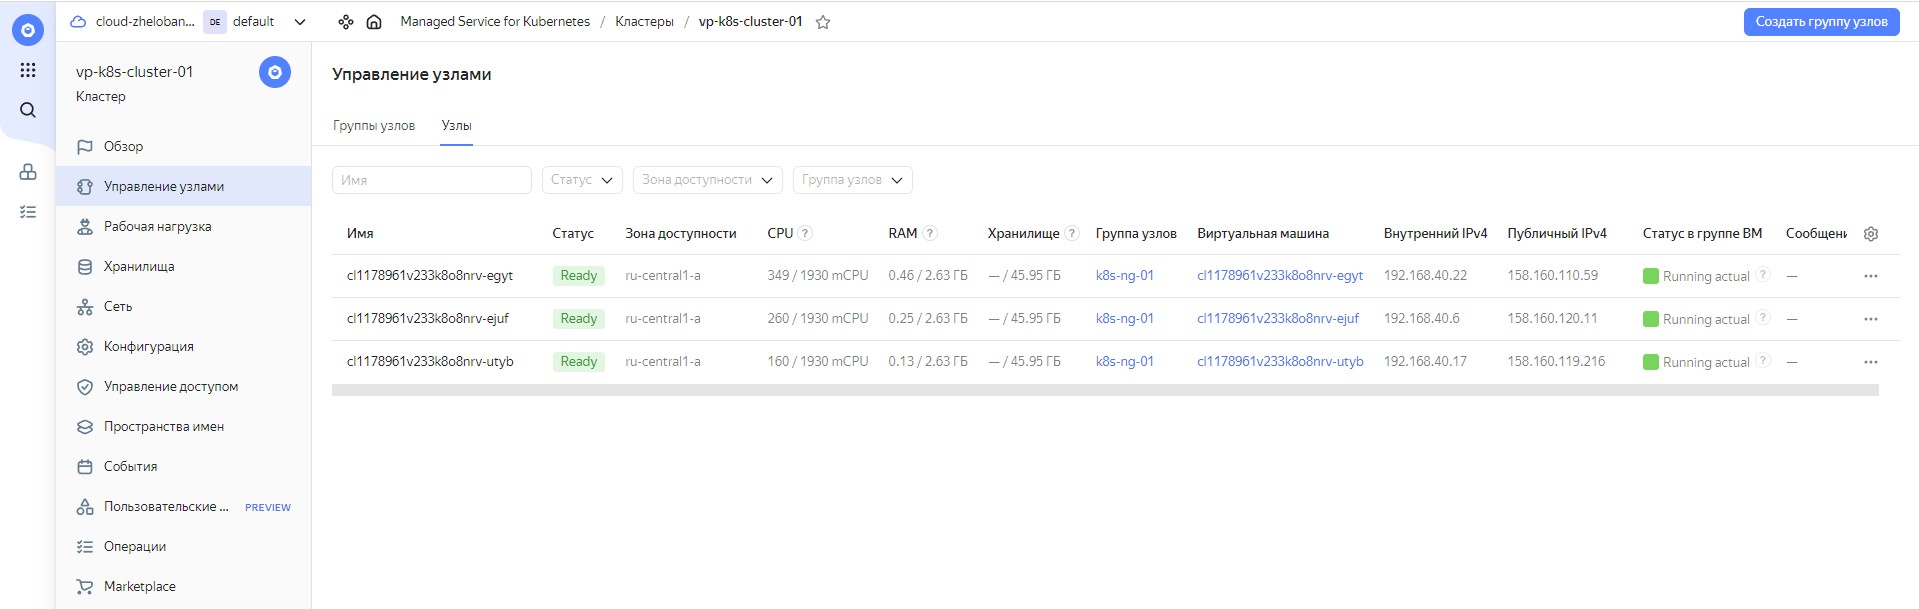 cloud-zheloban... DE default Managed Service for Kubernetes / Кластеры / vp-k8s-cluster-01 Создать группу узлов
vp-k8s-cluster-01
Кластер
Обзор
Управление узлами
Рабочая нагрузка
Хранилища
Сеть
Конфигурация
Управление доступом
Пространства имен
События
Пользовательские ... PREVIEW
Операции
Marketplace
Управление узлами
Группы узлов Узлы
Имя Статус Зона доступности Группа узлов
Имя Статус Зона доступности CPU ? RAM ? Хранилище ? Группа узлов Виртуальная машина Внутренний IPv4 Публичный IPv4 Статус в группе ВМ Сообщени
cl1178961v233k8o8nrv-egyt Ready ru-central1-a 349 / 1930 mCPU 0.46 / 2.63 ГБ — / 45.95 ГБ k8s-ng-01 cl1178961v233k8o8nrv-egyt 192.168.40.22 158.160.110.59 Running actual ? —
cl1178961v233k8o8nrv-ejuf Ready ru-central1-a 260 / 1930 mCPU 0.25 / 2.63 ГБ — / 45.95 ГБ k8s-ng-01 cl1178961v233k8o8nrv-ejuf 192.168.40.6 158.160.120.11 Running actual ? —
cl1178961v233k8o8nrv-utyb Ready ru-central1-a 160 / 1930 mCPU 0.13 / 2.63 ГБ — / 45.95 ГБ k8s-ng-01 cl1178961v233k8o8nrv-utyb 192.168.40.17 158.160.119.216 Running actual ? —